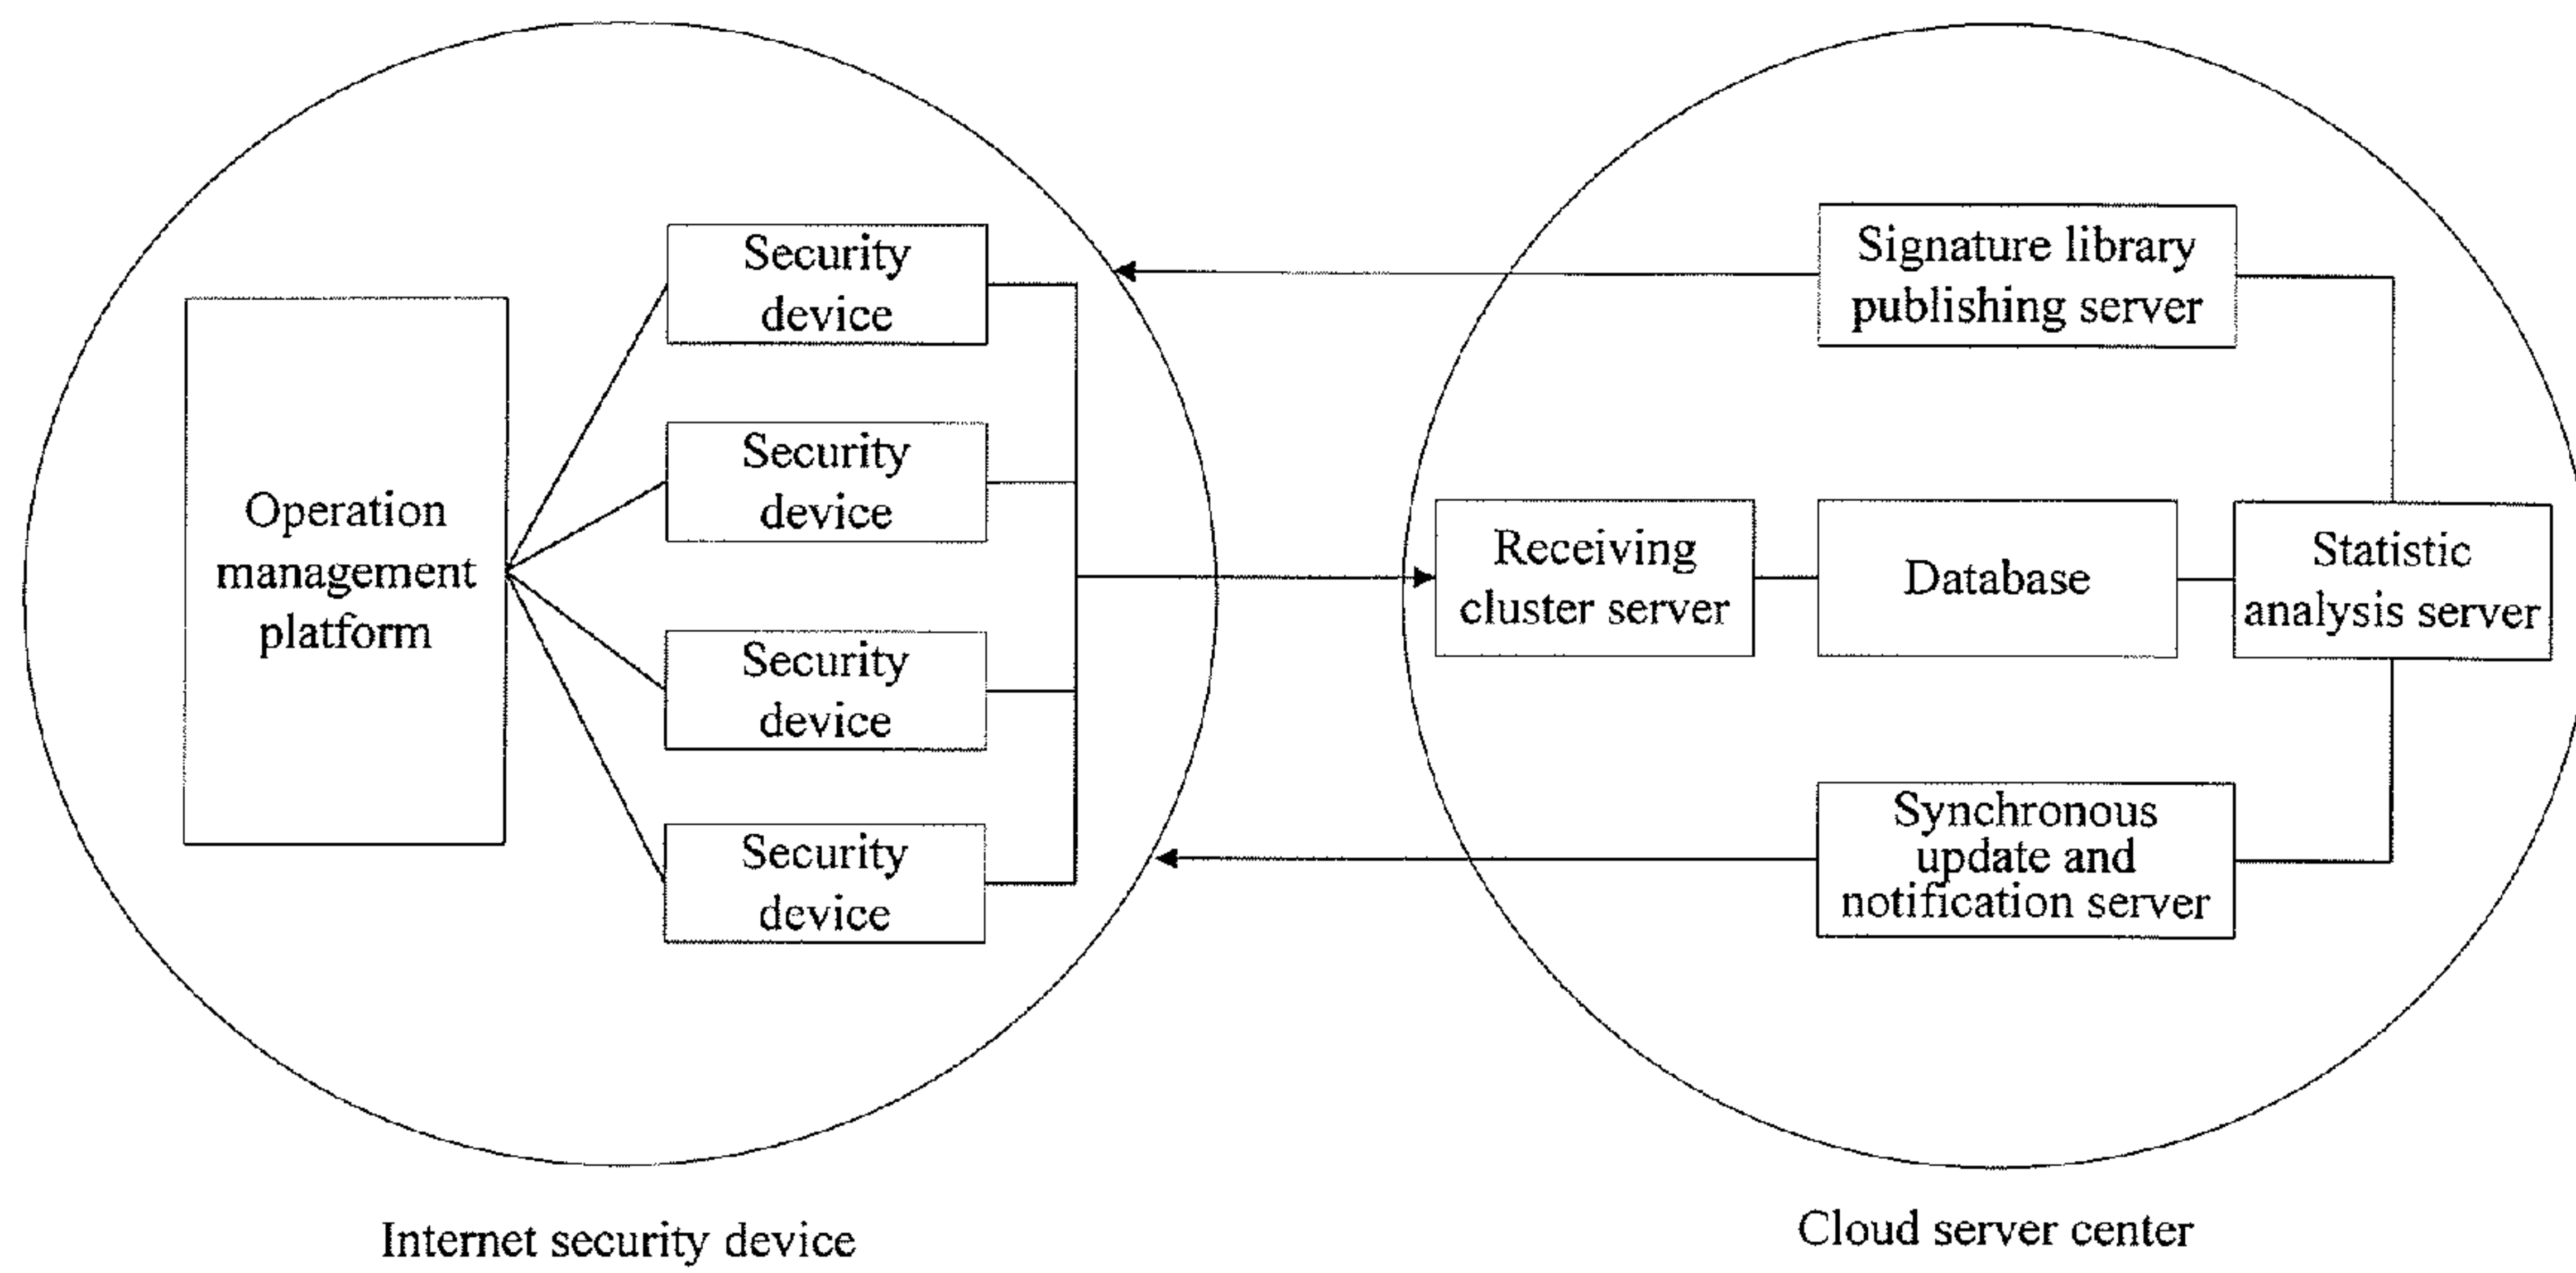 Operation
management
platform
Security
device
Security
device
Security
device
Security
device
Internet security device
Signature library
publishing server
Receiving
cluster server
Database
Statistic
analysis server
Synchronous
update and
notification server
Cloud server center